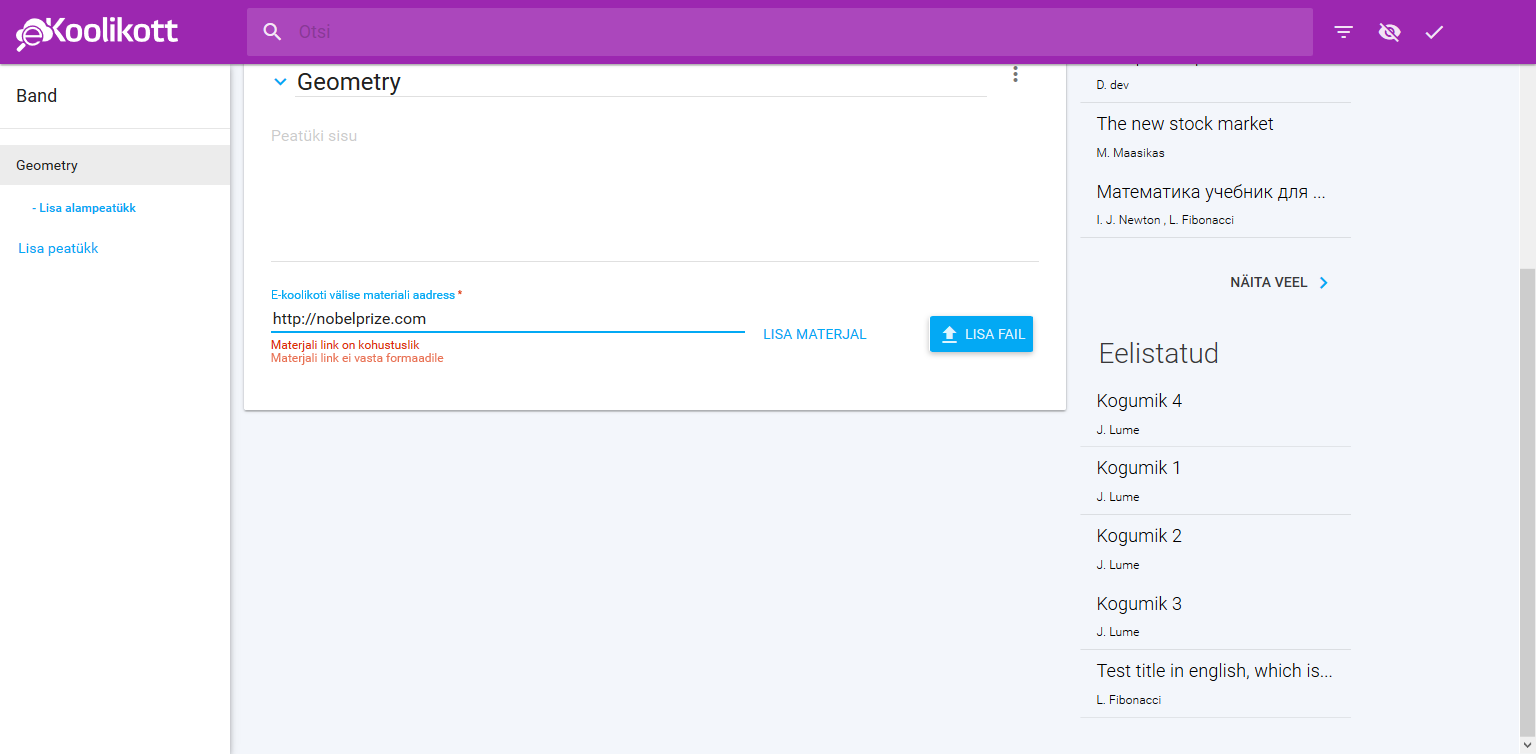 eKoolikott
Otsi
Band
Geometry
- Lisa alampeatükk
Lisa peatükk
Geometry
Peatüki sisu
E-koolikoti välise materiali aadress *
http://nobelprize.com
Materjali link on kohustuslik
Materjali link ei vasta formaadile
LISA MATERJAL
LISA FAIL
D. dev
The new stock market
M. Maasikas
Математика учебник для ...
I. J. Newton , L. Fibonacci
NÄITA VEEL
Eelistatud
Kogumik 4
J. Lume
Kogumik 1
J. Lume
Kogumik 2
J. Lume
Kogumik 3
J. Lume
Test title in english, which is...
L. Fibonacci